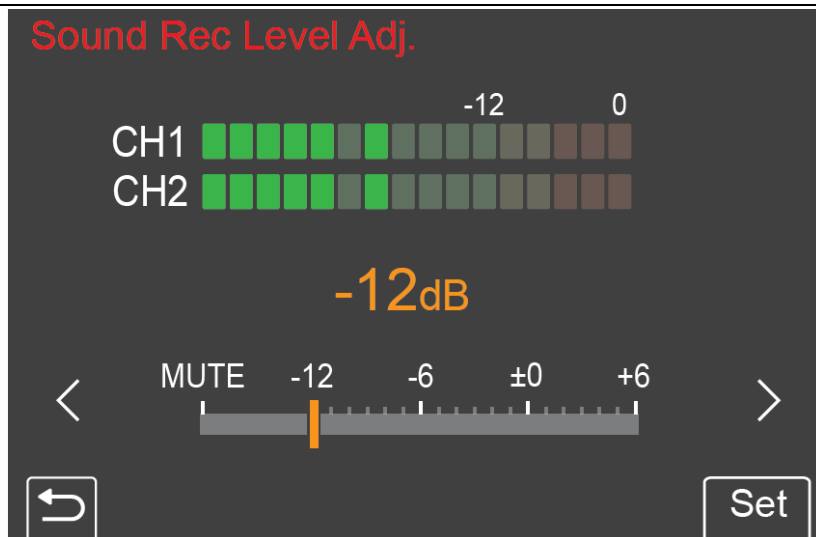 Sound Rec Level Adj.
-12 0
CH1
CH2
-12dB
MUTE -12 -6 ±0 +6
Set